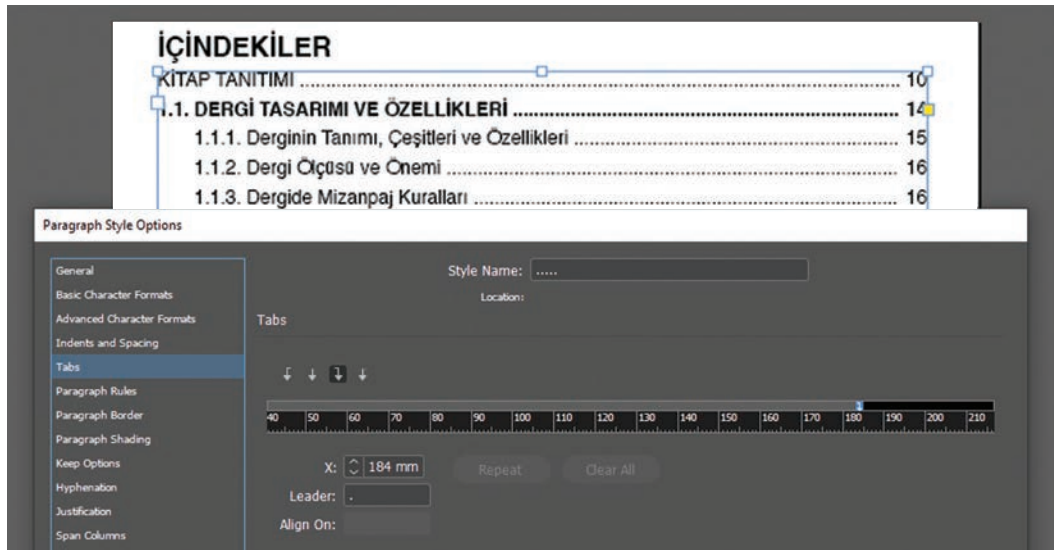 İÇİNDEKİLER
KİTAP TANITIMI ........................................ 10
1.1. DERGİ TASARIMI VE ÖZELLİKLERİ ........................................ 14
1.1.1. Derginin Tanımı, Çeşitleri ve Özellikleri ........................................ 15
1.1.2. Dergi Ölçüsü ve Önemi ........................................ 16
1.1.3. Dergide Mizanpaj Kuralları ........................................ 16
Paragraph Style Options
General
Basic Character Formats
Advanced Character Formats
Indents and Spacing
Tabs
Paragraph Rules
Paragraph Border
Paragraph Shading
Keep Options
Hyphenation
Justification
Span Columns
Style Name: .....
Location:
Tabs
40 50 60 70 80 90 100 110 120 130 140 150 160 170 180 190 200 210
X: 184 mm Repeat Clear All
Leader: .
Align On: